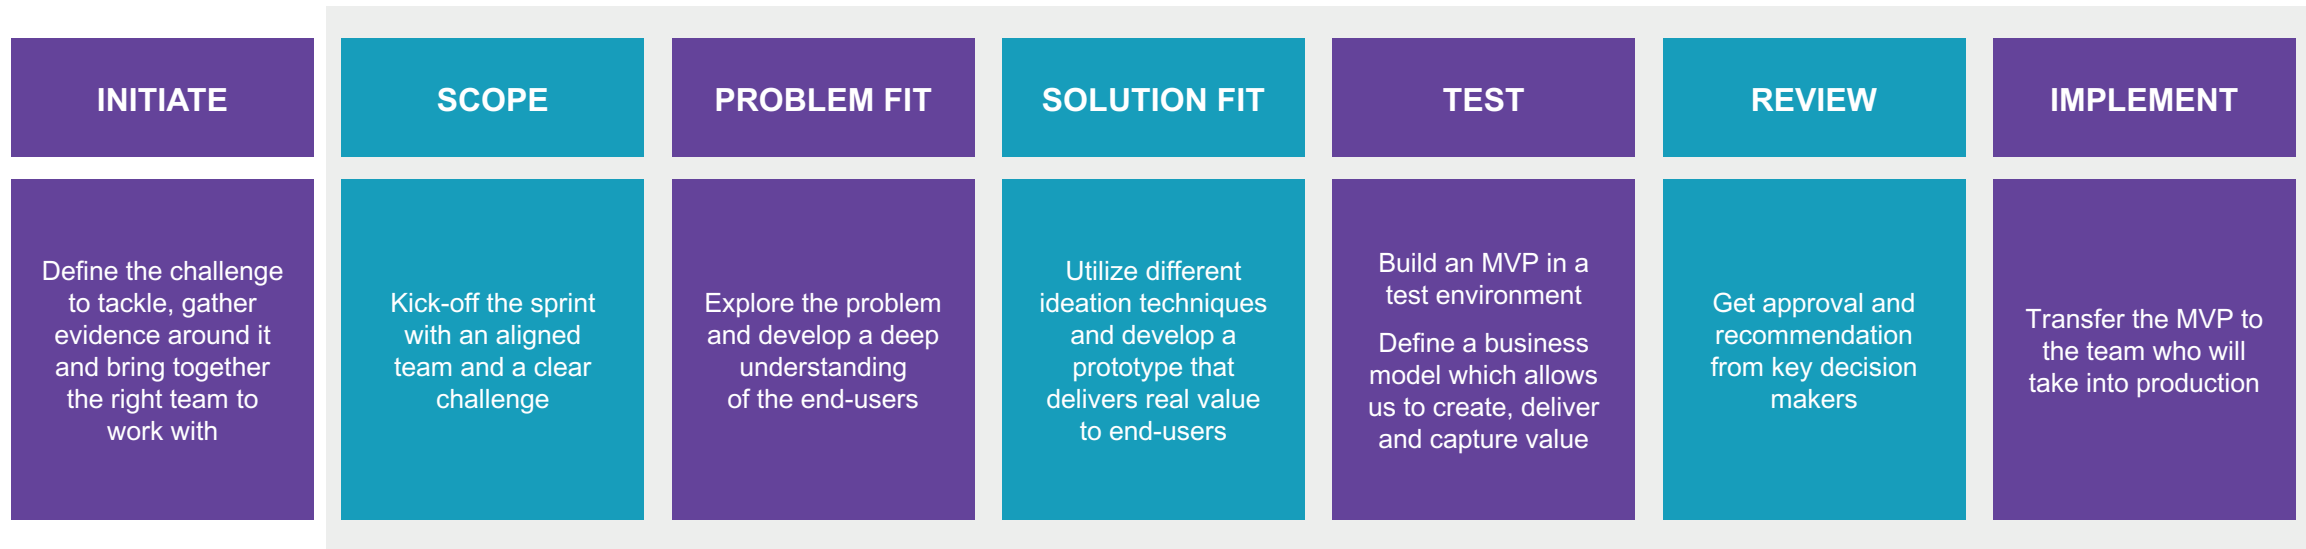 INITIATE
SCOPE
PROBLEM FIT
SOLUTION FIT
TEST
REVIEW
IMPLEMENT
Define the challenge
to tackle, gather
evidence around it
and bring together
the right team to
work with
Kick-off the sprint
with an aligned
team and a clear
challenge
Explore the problem
and develop a deep
understanding
of the end-users
Utilize different
ideation techniques
and develop a
prototype that
delivers real value
to end-users
Build an MVP in a
test environment
Define a business
model which allows
us to create, deliver
and capture value
Get approval and
recommendation
from key decision
makers
Transfer the MVP to
the team who will
take into production